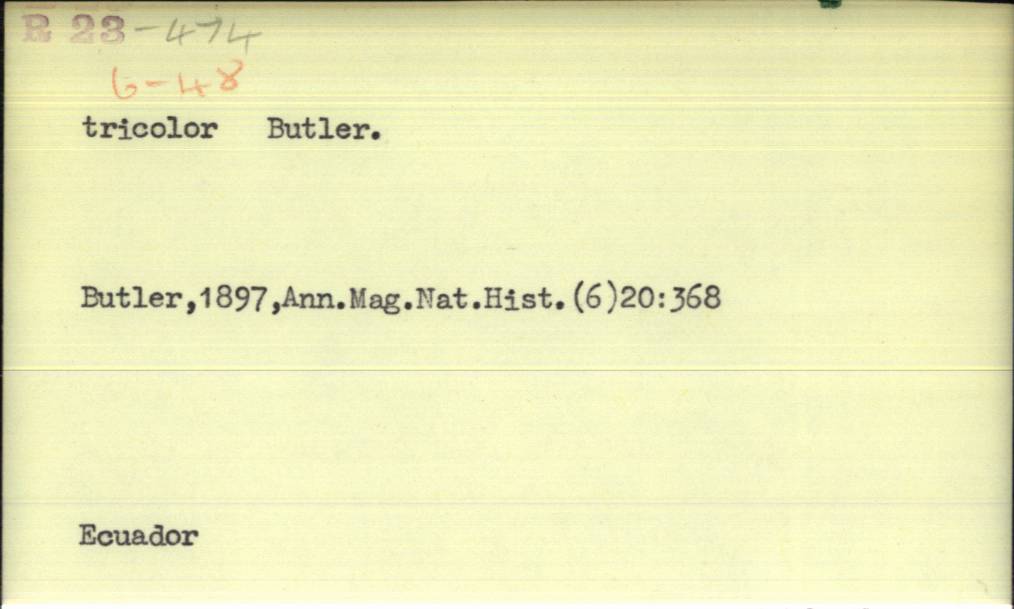 R 23-474
6-48
tricolor Butler.
Butler,1897,Ann.Mag.Nat.Hist.(6)20:368
Ecuador